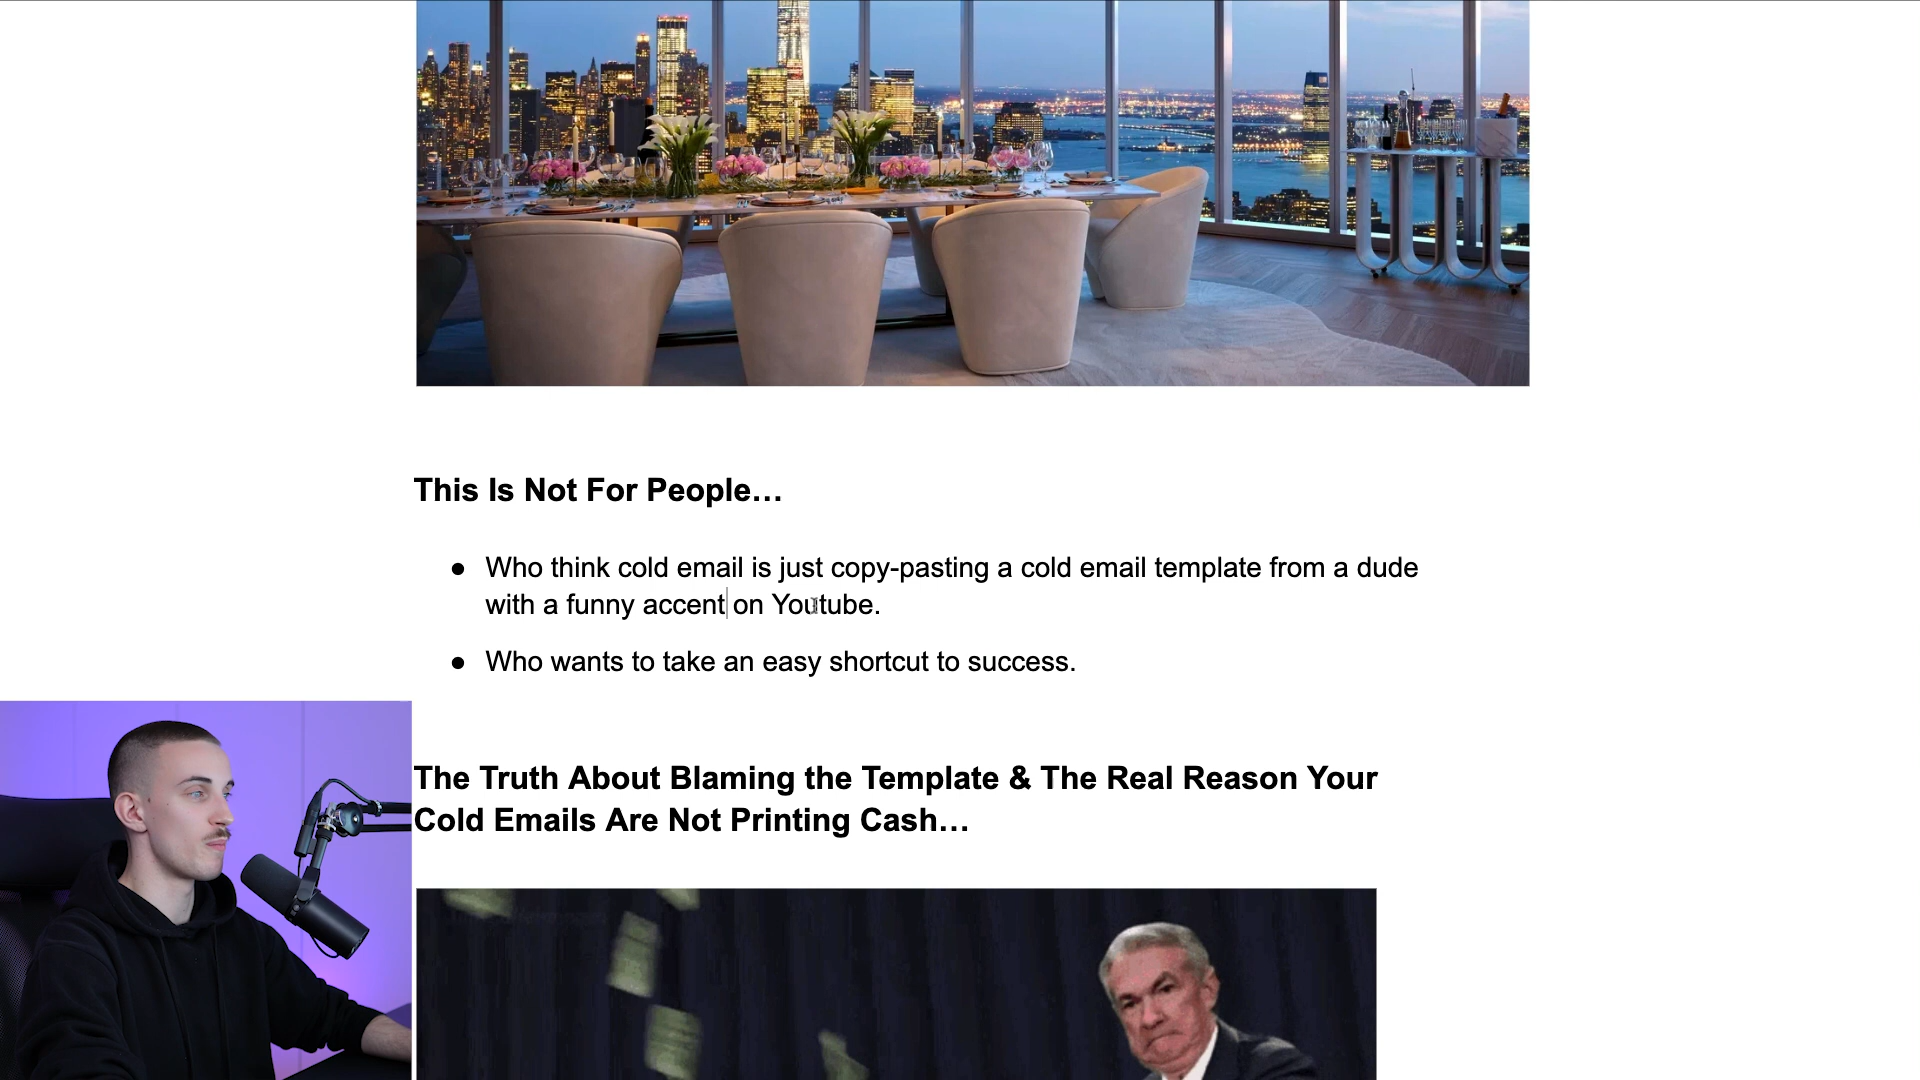 This Is Not For People…
● Who think cold email is just copy-pasting a cold email template from a dude
with a funny accent on Youtube.
● Who wants to take an easy shortcut to success.
The Truth About Blaming the Template & The Real Reason Your
Cold Emails Are Not Printing Cash…